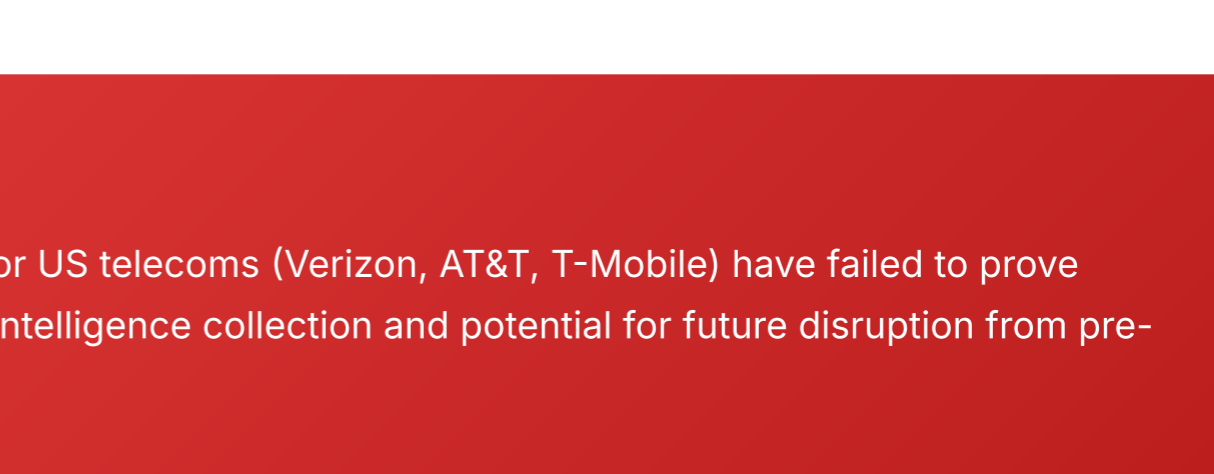 or US telecoms (Verizon, AT&T, T-Mobile) have failed to prove
ntelligence collection and potential for future disruption from pre-